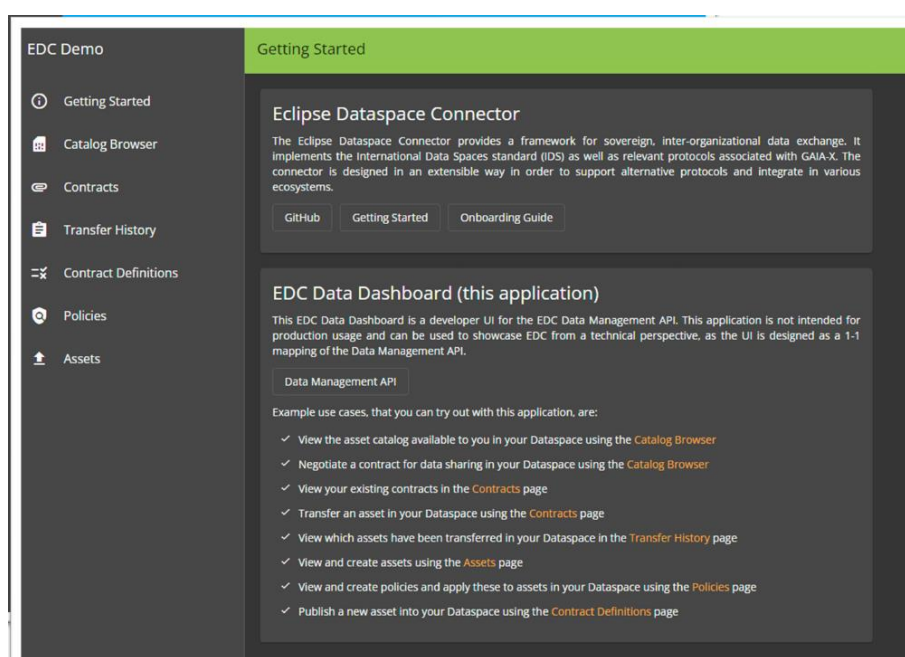 EDC Demo
Getting Started
Getting Started
Catalog Browser
Contracts
Transfer History
Contract Definitions
Policies
Assets
Eclipse Dataspace Connector
The Eclipse Dataspace Connector provides a framework for sovereign, inter-organizational data exchange. It
implements the International Data Spaces standard (IDS) as well as relevant protocols associated with GAIA-X. The
connector is designed in an extensible way in order to support alternative protocols and integrate in various
ecosystems.
GitHub
Getting Started
Onboarding Guide
EDC Data Dashboard (this application)
This EDC Data Dashboard is a developer UI for the EDC Data Management API. This application is not intended for
production usage and can be used to showcase EDC from a technical perspective, as the UI is designed as a 1-1
mapping of the Data Management API.
Data Management API
Example use cases, that you can try out with this application, are:
View the asset catalog available to you in your Dataspace using the Catalog Browser
Negotiate a contract for data sharing in your Dataspace using the Catalog Browser
View your existing contracts in the Contracts page
Transfer an asset in your Dataspace using the Contracts page
View which assets have been transferred in your Dataspace in the Transfer History page
View and create assets using the Assets page
View and create policies and apply these to assets in your Dataspace using the Policies page
Publish a new asset into your Dataspace using the Contract Definitions page